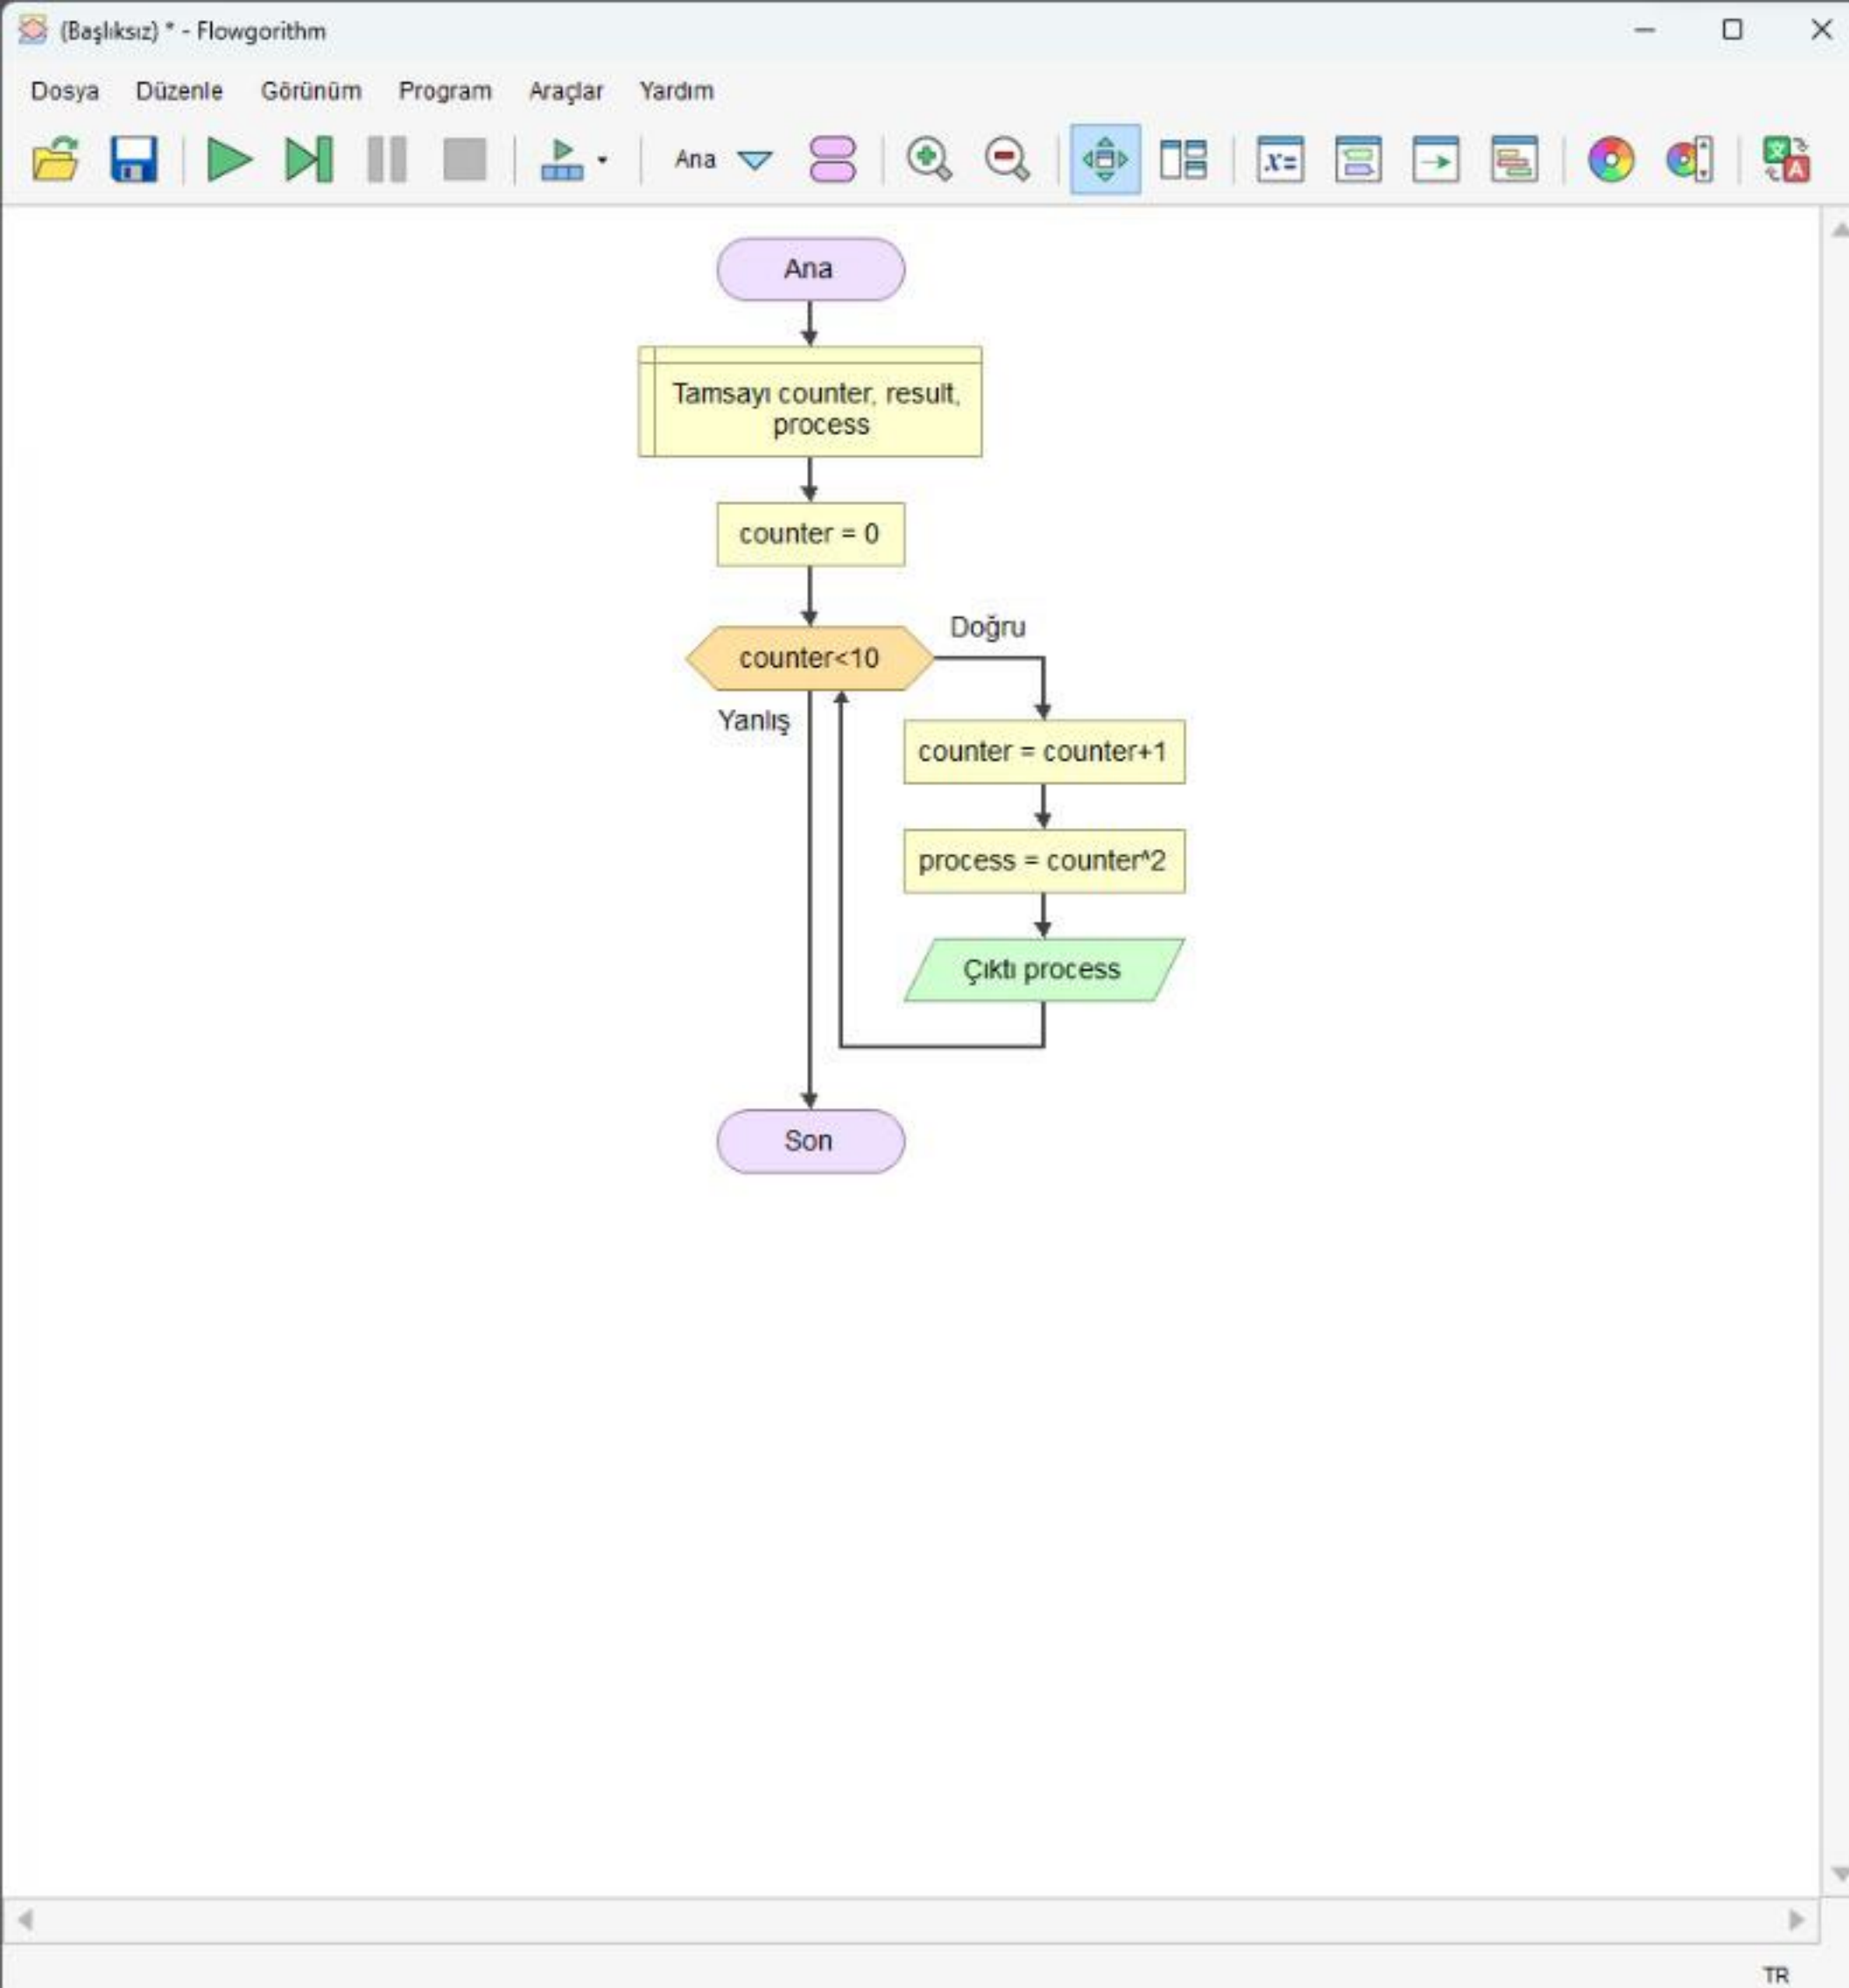 (Başlıksız) * - Flowgorithm
Dosya Düzenle Görünüm Program Araçlar Yardım
Ana
x=
A
Ana
Tamsayı counter, result,
process
counter = 0
counter<10
Doğru
Yanlış
counter = counter+1
process = counter^2
Çıktı process
Son
TR